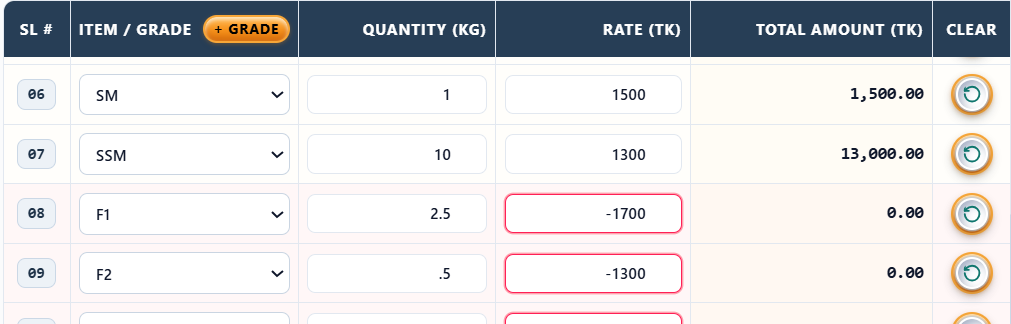 SL # ITEM / GRADE + GRADE QUANTITY (KG) RATE (TK) TOTAL AMOUNT (TK) CLEAR
06 SM 1 1500 1,500.00
07 SSM 10 1300 13,000.00
08 F1 2.5 -1700 0.00
09 F2 .5 -1300 0.00